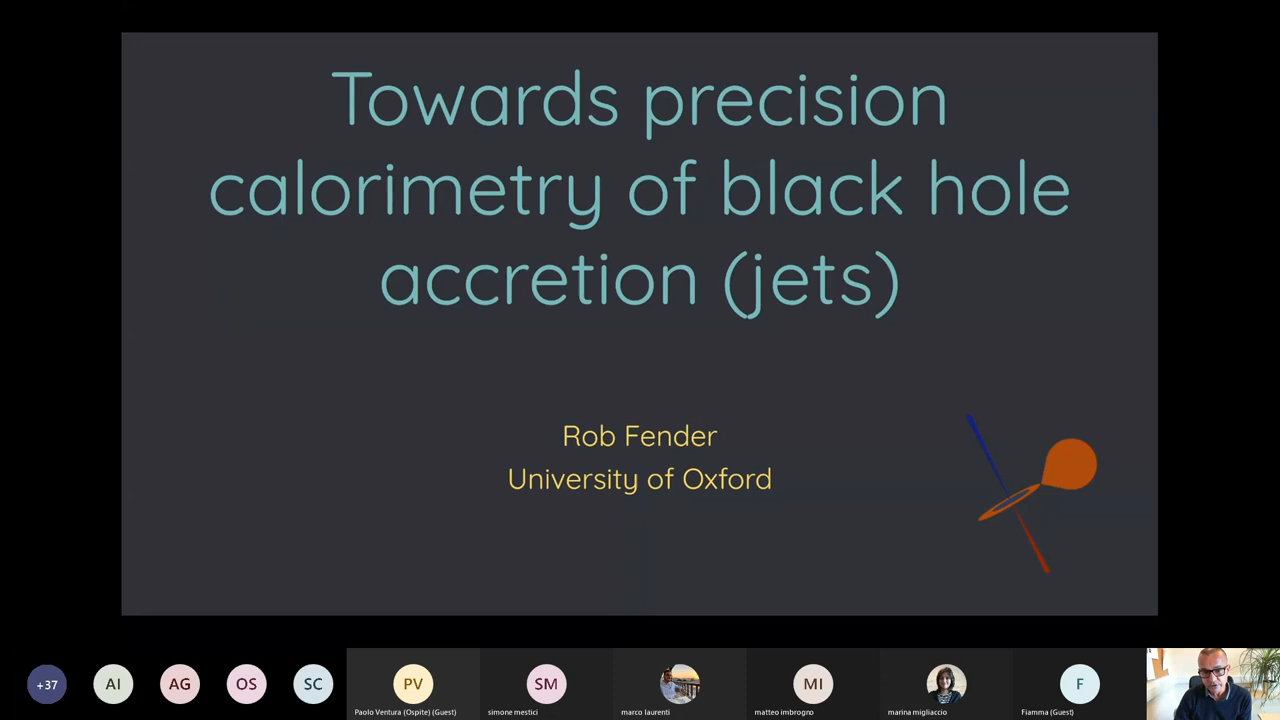 Towards precision
calorimetry of black hole
accretion (jets)
Rob Fender
University of Oxford
+37
AI
AG
OS
SC
PV
SM
MI
F
Paolo Ventura (Ospite) (Guest)
simone mestici
marco laurenti
matteo imbrogno
marina migliaccio
Fiamma (Guest)